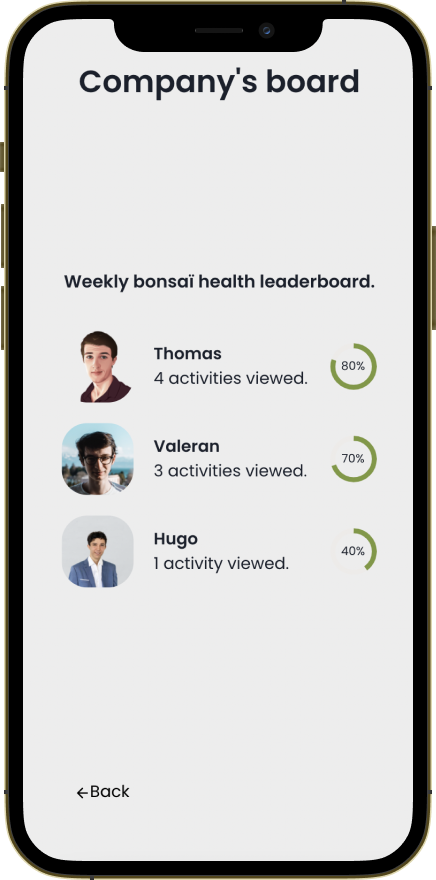 Company's board
Weekly bonsaï health leaderboard.
Thomas
4 activities viewed.
80%
Valeran
3 activities viewed.
70%
Hugo
1 activity viewed.
40%
←Back